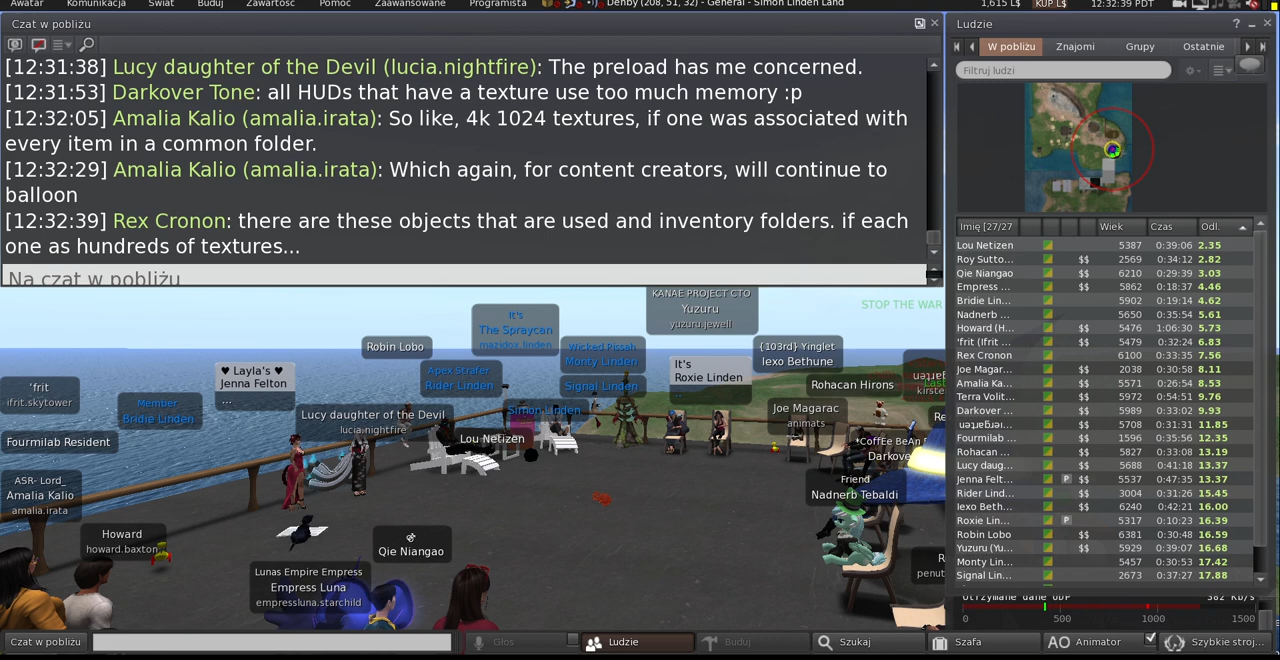 Awatar Komunikacja Świat Buduj Zawartość Pomoc Zaawansowane Programista Denby (208, 51, 32) - General - Simon Linden Land 1,615 L$ KUP L$ 12:32:39 PDT
Czat w pobliżu
[12:31:38] Lucy daughter of the Devil (lucia.nightfire): The preload has me concerned.
[12:31:53] Darkover Tone: all HUDs that have a texture use too much memory :p
[12:32:05] Amalia Kalio (amalia.irata): So like, 4k 1024 textures, if one was associated with
every item in a common folder.
[12:32:29] Amalia Kalio (amalia.irata): Which again, for content creators, will continue to
balloon
[12:32:39] Rex Cronon: there are these objects that are used and inventory folders. if each
one as hundreds of textures...
Na czat w pobliżu
KANAE PROJECT CTO
Yuzuru
yuzuru.jewell
STOP THE WAR
It's
The Spraycan
mazidox.linden
Robin Lobo
Wicked Pissah
Monty Linden
{103rd} Yinglet
Iexo Bethune
♥ Layla's ♥
Jenna Felton
...
Apex Strafer
Rider Linden
Signal Linden
It's
Roxie Linden
..
Rohacan Hirons
'frit
ifrit.skytower
Member
Bridie Linden
Simon Linden
Lucy daughter of the Devil
lucia.nightfire
Joe Magarac
animats
Fourmilab Resident
Lou Netizen
*CoffEe BeAn
Darkove
ASR- Lord_
Amalia Kalio
amalia.irata
Friend
Nadnerb Tebaldi
Howard
howard.baxton
Qie Niangao
Lunas Empire Empress
Empress Luna
empressluna.starchild
Ludzie
W pobliżu Znajomi Grupy Ostatnie
Filtruj ludzi
Imię [27/27 Wiek Czas Odl.
Lou Netizen 5387 0:39:06 2.35
Roy Sutto... $$ 2569 0:34:12 2.82
Qie Niangao 6210 0:29:39 3.03
Empress ... $$ 5862 0:18:37 4.46
Bridie Lin... 5902 0:19:14 4.62
Nadnerb ... 5650 0:35:54 5.61
Howard (H... $$ 5476 1:06:30 5.73
'frit (Ifrit ... $$ 5479 0:32:24 6.83
Rex Cronon 6100 0:33:35 7.56
Joe Magar... $$ 2038 0:30:58 8.11
Amalia Ka... $$ 5571 0:26:54 8.53
Terra Volit... $$ 5972 0:54:51 9.76
Darkover ... $$ 5989 0:33:02 9.93
$$ 5708 0:31:31 11.85
Fourmilab ... $$ 1596 0:35:56 12.35
Rohacan ... $$ 5827 0:33:08 13.19
Lucy daug... $$ 5688 0:41:18 13.37
Jenna Felt... P $$ 5537 0:47:35 13.37
Rider Lind... $$ 3004 0:31:26 15.45
Iexo Beth... $$ 6240 0:42:21 16.00
Roxie Lin... P 5317 0:10:23 16.39
Robin Lobo $$ 6381 0:30:48 16.59
Yuzuru (Yu... $$ 5929 0:39:07 16.68
Monty Lin... 5457 0:30:53 17.42
Signal Lin... 2673 0:37:27 17.88
Otrzymane dane UDP 382 Kb/s
0 500 1000 1500
Czat w pobliżu Głos Ludzie Buduj Szukaj Szafa AO Animator Szybkie stroj...